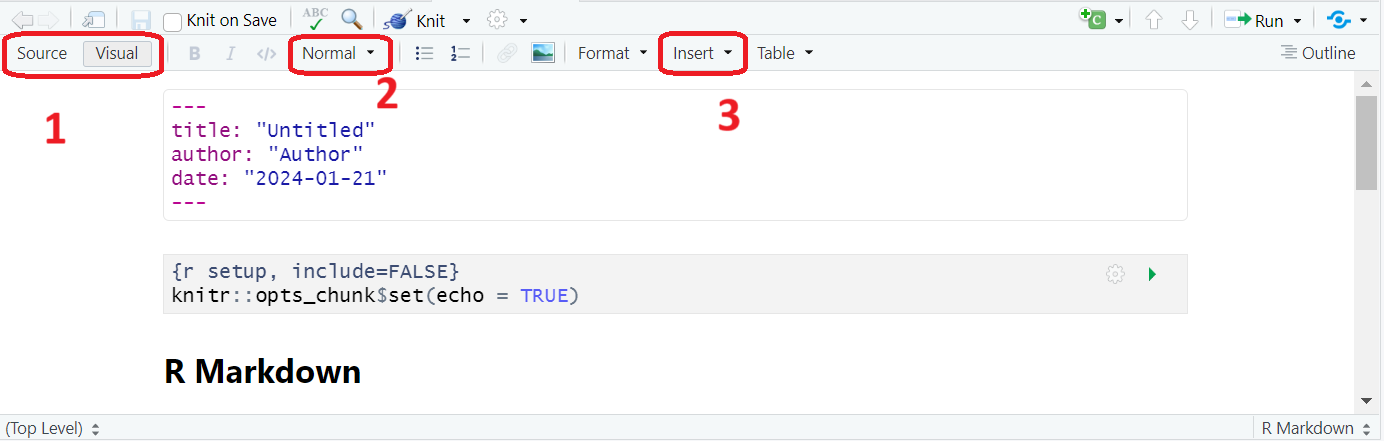 Knit on Save ABC Knit C Run
Source Visual B I </> Normal Format Insert Table Outline
1 2 3
---
title: "Untitled"
author: "Author"
date: "2024-01-21"
---
{r setup, include=FALSE}
knitr::opts_chunk$set(echo = TRUE)
R Markdown
(Top Level) R Markdown